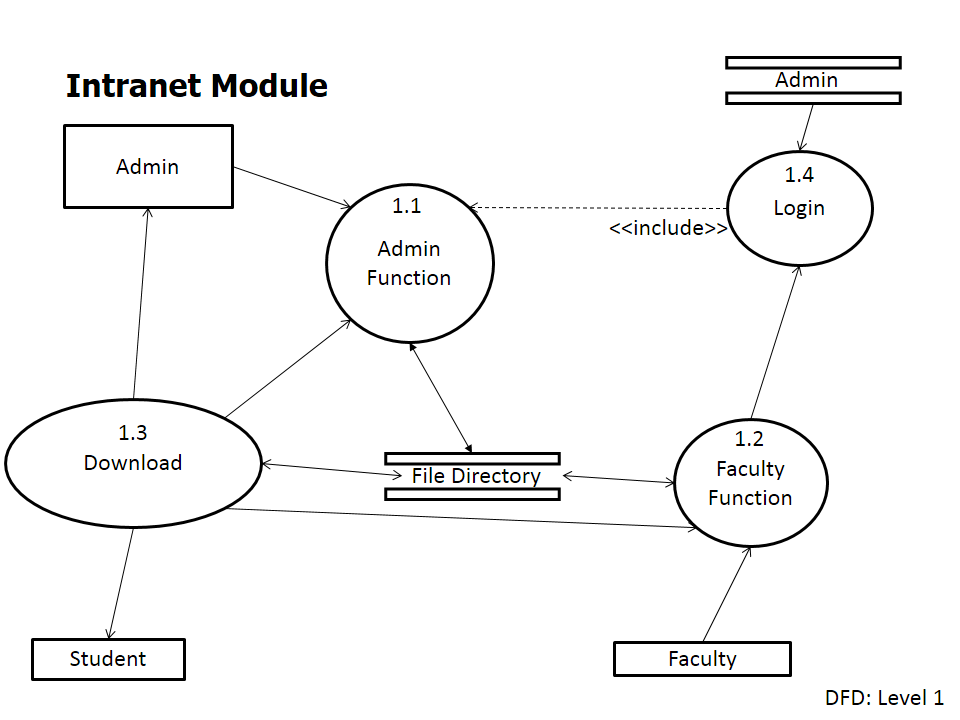 Intranet Module
Admin
Admin
1.1
Admin
Function
1.4
Login
<<include>>
1.3
Download
File Directory
1.2
Faculty
Function
Student
Faculty
DFD: Level 1